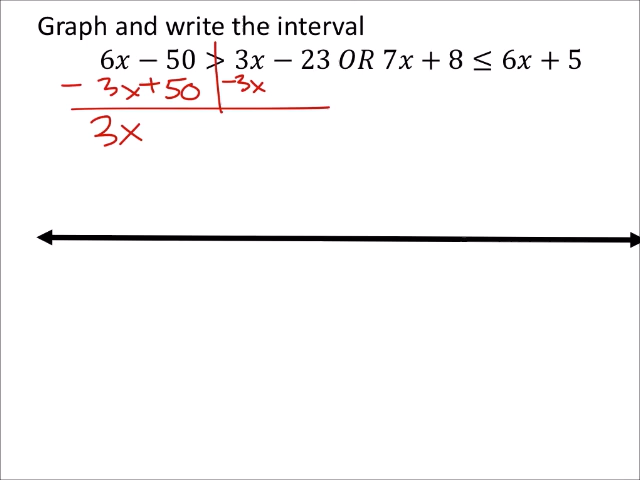 Graph and write the interval
6x − 50 > 3x − 23 OR 7x + 8 ≤ 6x + 5
− 3x + 50 −3x
3x